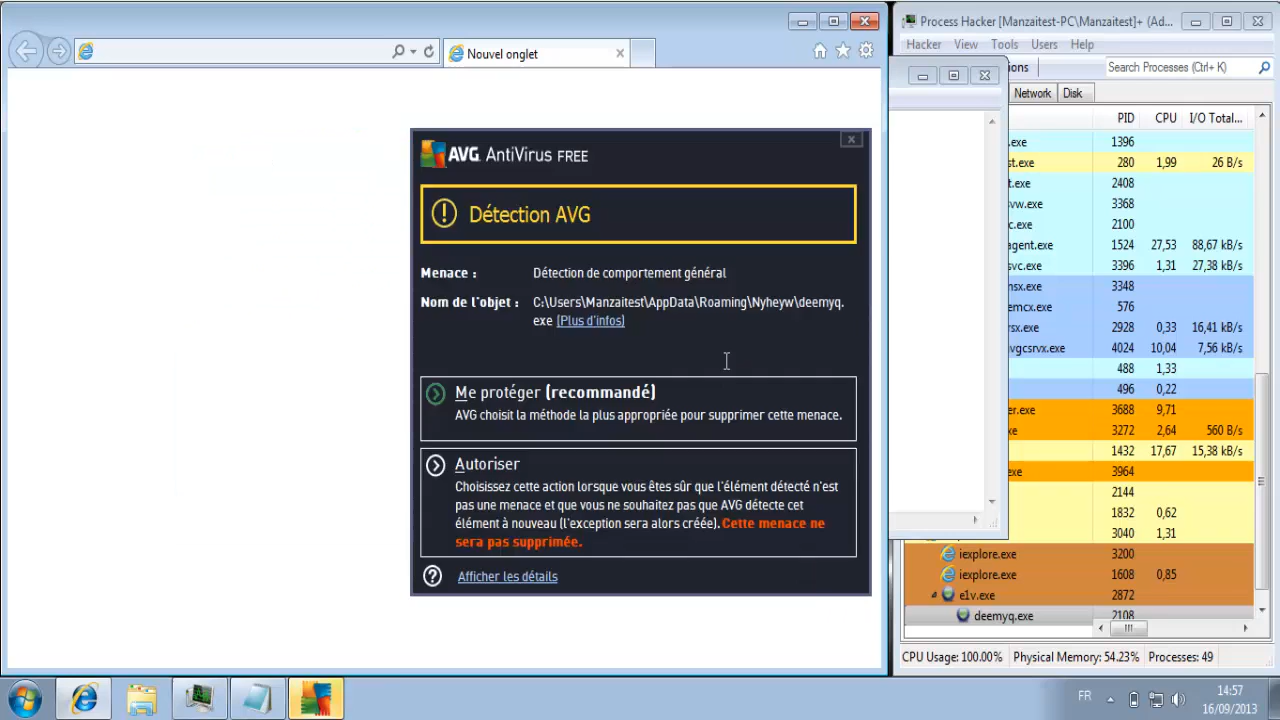 Nouvel onglet
AVG AntiVirus FREE
Détection AVG
Menace : Détection de comportement général
Nom de l'objet : C:\Users\Manzaitest\AppData\Roaming\Nyheyw\deemyq.
exe (Plus d'infos)
Me protéger (recommandé)
AVG choisit la méthode la plus appropriée pour supprimer cette menace.
Autoriser
Choisissez cette action lorsque vous êtes sûr que l'élément détecté n'est
pas une menace et que vous ne souhaitez pas que AVG détecte cet
élément à nouveau (l'exception sera alors créée). Cette menace ne
sera pas supprimée.
Afficher les détails
Process Hacker [Manzaitest-PC\Manzaitest]+ (Ad...
Hacker View Tools Users Help
ions Search Processes (Ctrl+K)
Network Disk
PID CPU I/O Total...
.exe 1396
st.exe 280 1,99 26 B/s
t.exe 2408
vw.exe 3368
c.exe 2100
agent.exe 1524 27,53 88,67 kB/s
svc.exe 3396 1,31 27,38 kB/s
nsx.exe 3348
emcx.exe 576
rsx.exe 2928 0,33 16,41 kB/s
vgcsrvx.exe 4024 10,04 7,56 kB/s
488 1,33
496 0,22
er.exe 3688 9,71
xe 3272 2,64 560 B/s
1432 17,67 15,38 kB/s
exe 3964
2144
1832 0,62
3040 1,31
iexplore.exe 3200
iexplore.exe 1608 0,85
e1v.exe 2872
deemyq.exe 2108
CPU Usage: 100.00% Physical Memory: 54.23% Processes: 49
FR 14:57
16/09/2013